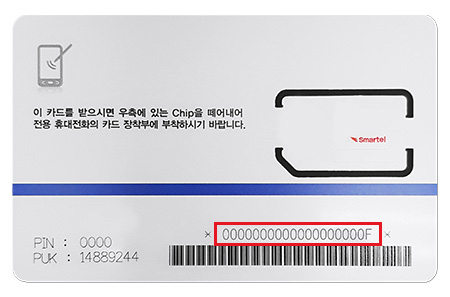 이 카드를 받으시면 우측에 있는 Chip을 떼어내어
전용 휴대전화의 카드 장착부에 부착하시기 바랍니다.
Smartel
0000000000000000000F
PIN : 0000
PUK : 14889244